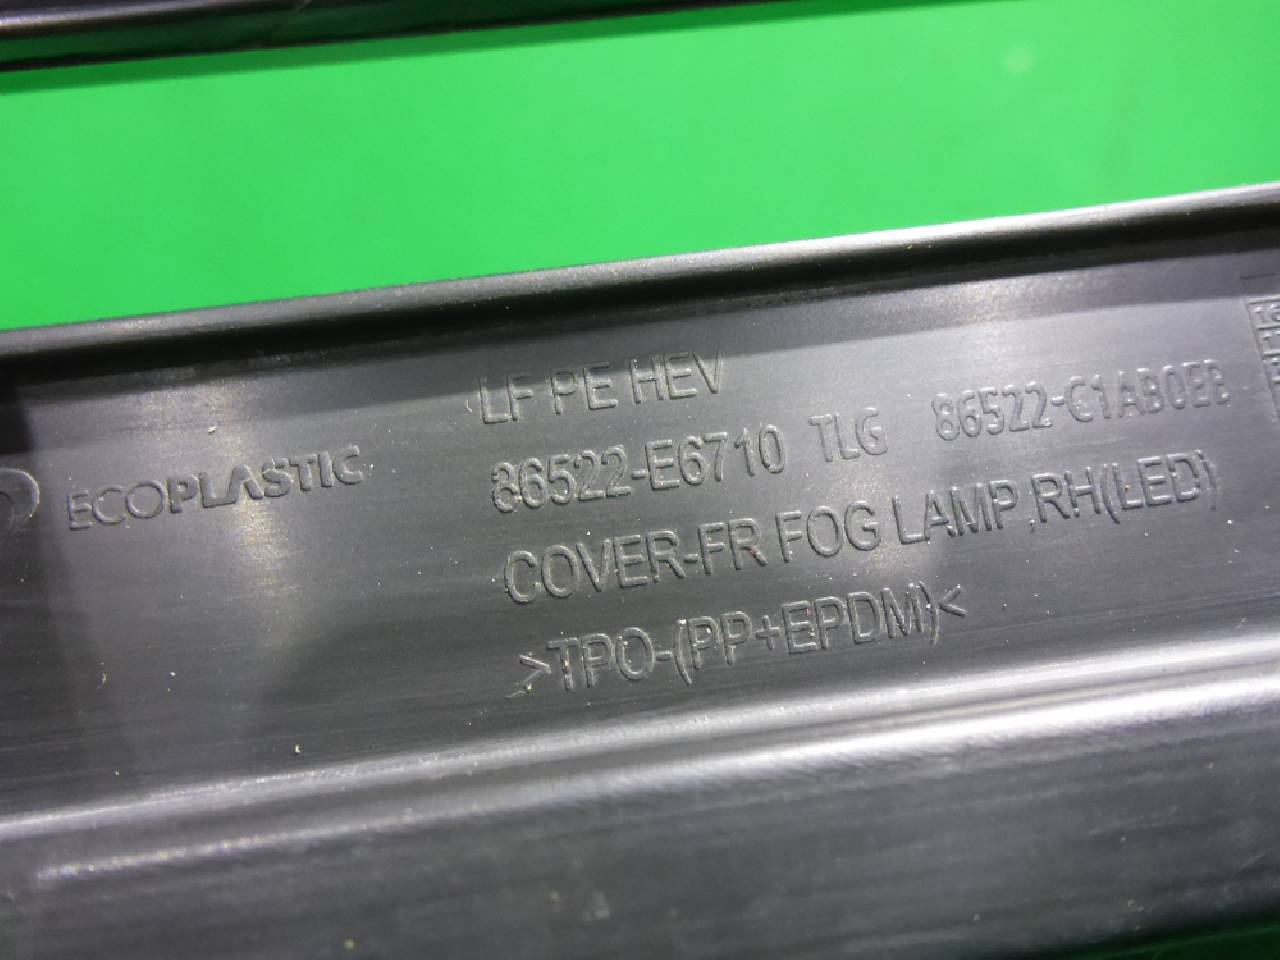 LF PE HEV
ECOPLASTIC
86522-E6710 TLG 86522-C1AB0EB
COVER-FR FOG LAMP,RH(LED)
>TPO-(PP+EPDM)<